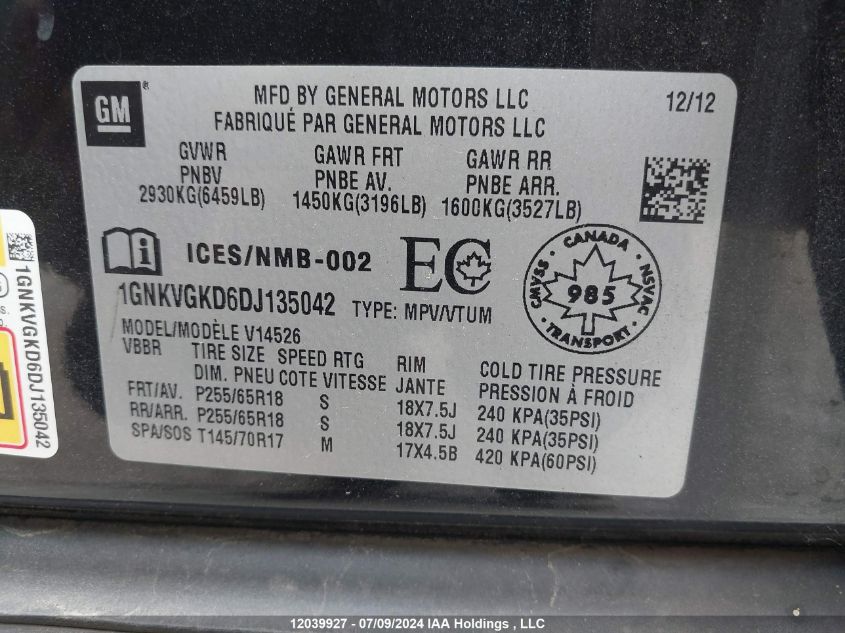 GM
MFD BY GENERAL MOTORS LLC 12/12
FABRIQUÉ PAR GENERAL MOTORS LLC
GVWR GAWR FRT GAWR RR
PNBV PNBE AV. PNBE ARR.
2930KG(6459LB) 1450KG(3196LB) 1600KG(3527LB)
i ICES/NMB-002 EC
CANADA
CMVSS 985 NSVAC
TRANSPORT
1GNKVGKD6DJ135042 TYPE: MPV/VTUM
MODEL/MODÈLE V14526
VBBR TIRE SIZE SPEED RTG RIM COLD TIRE PRESSURE
DIM. PNEU COTE VITESSE JANTE PRESSION À FROID
FRT/AV. P255/65R18 S 18X7.5J 240 KPA(35PSI)
RR/ARR. P255/65R18 S 18X7.5J 240 KPA(35PSI)
SPA/SOS T145/70R17 M 17X4.5B 420 KPA(60PSI)
1GNKVGKD6DJ135042
12039927 - 07/09/2024 IAA Holdings , LLC